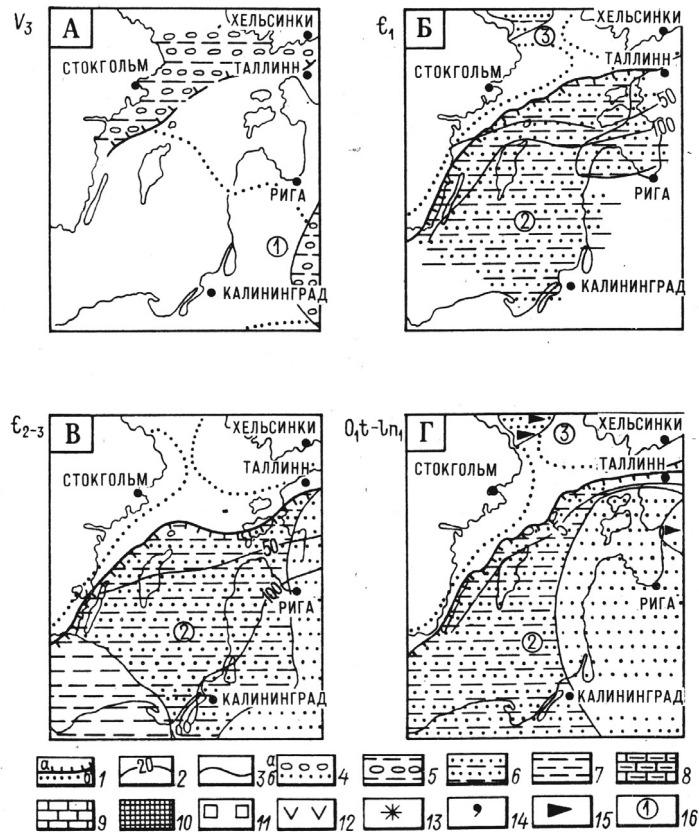 V₃ А
ХЕЛЬСИНКИ
СТОКГОЛЬМ
ТАЛЛИНН
РИГА
1
КАЛИНИНГРАД
Є₁ Б
ХЕЛЬСИНКИ
3
СТОКГОЛЬМ
ТАЛЛИНН
50
100
РИГА
2
КАЛИНИНГРАД
Є₂₋₃ В
ХЕЛЬСИНКИ
СТОКГОЛЬМ
ТАЛЛИНН
50
100
РИГА
2
КАЛИНИНГРАД
O₁t-ln₁ Г
3
ХЕЛЬСИНКИ
СТОКГОЛЬМ
ТАЛЛИНН
РИГА
2
КАЛИНИНГРАД
а б 1 20 2 3 а б 4 5 6 7 8
9 10 11 12 13 14 15 1 16